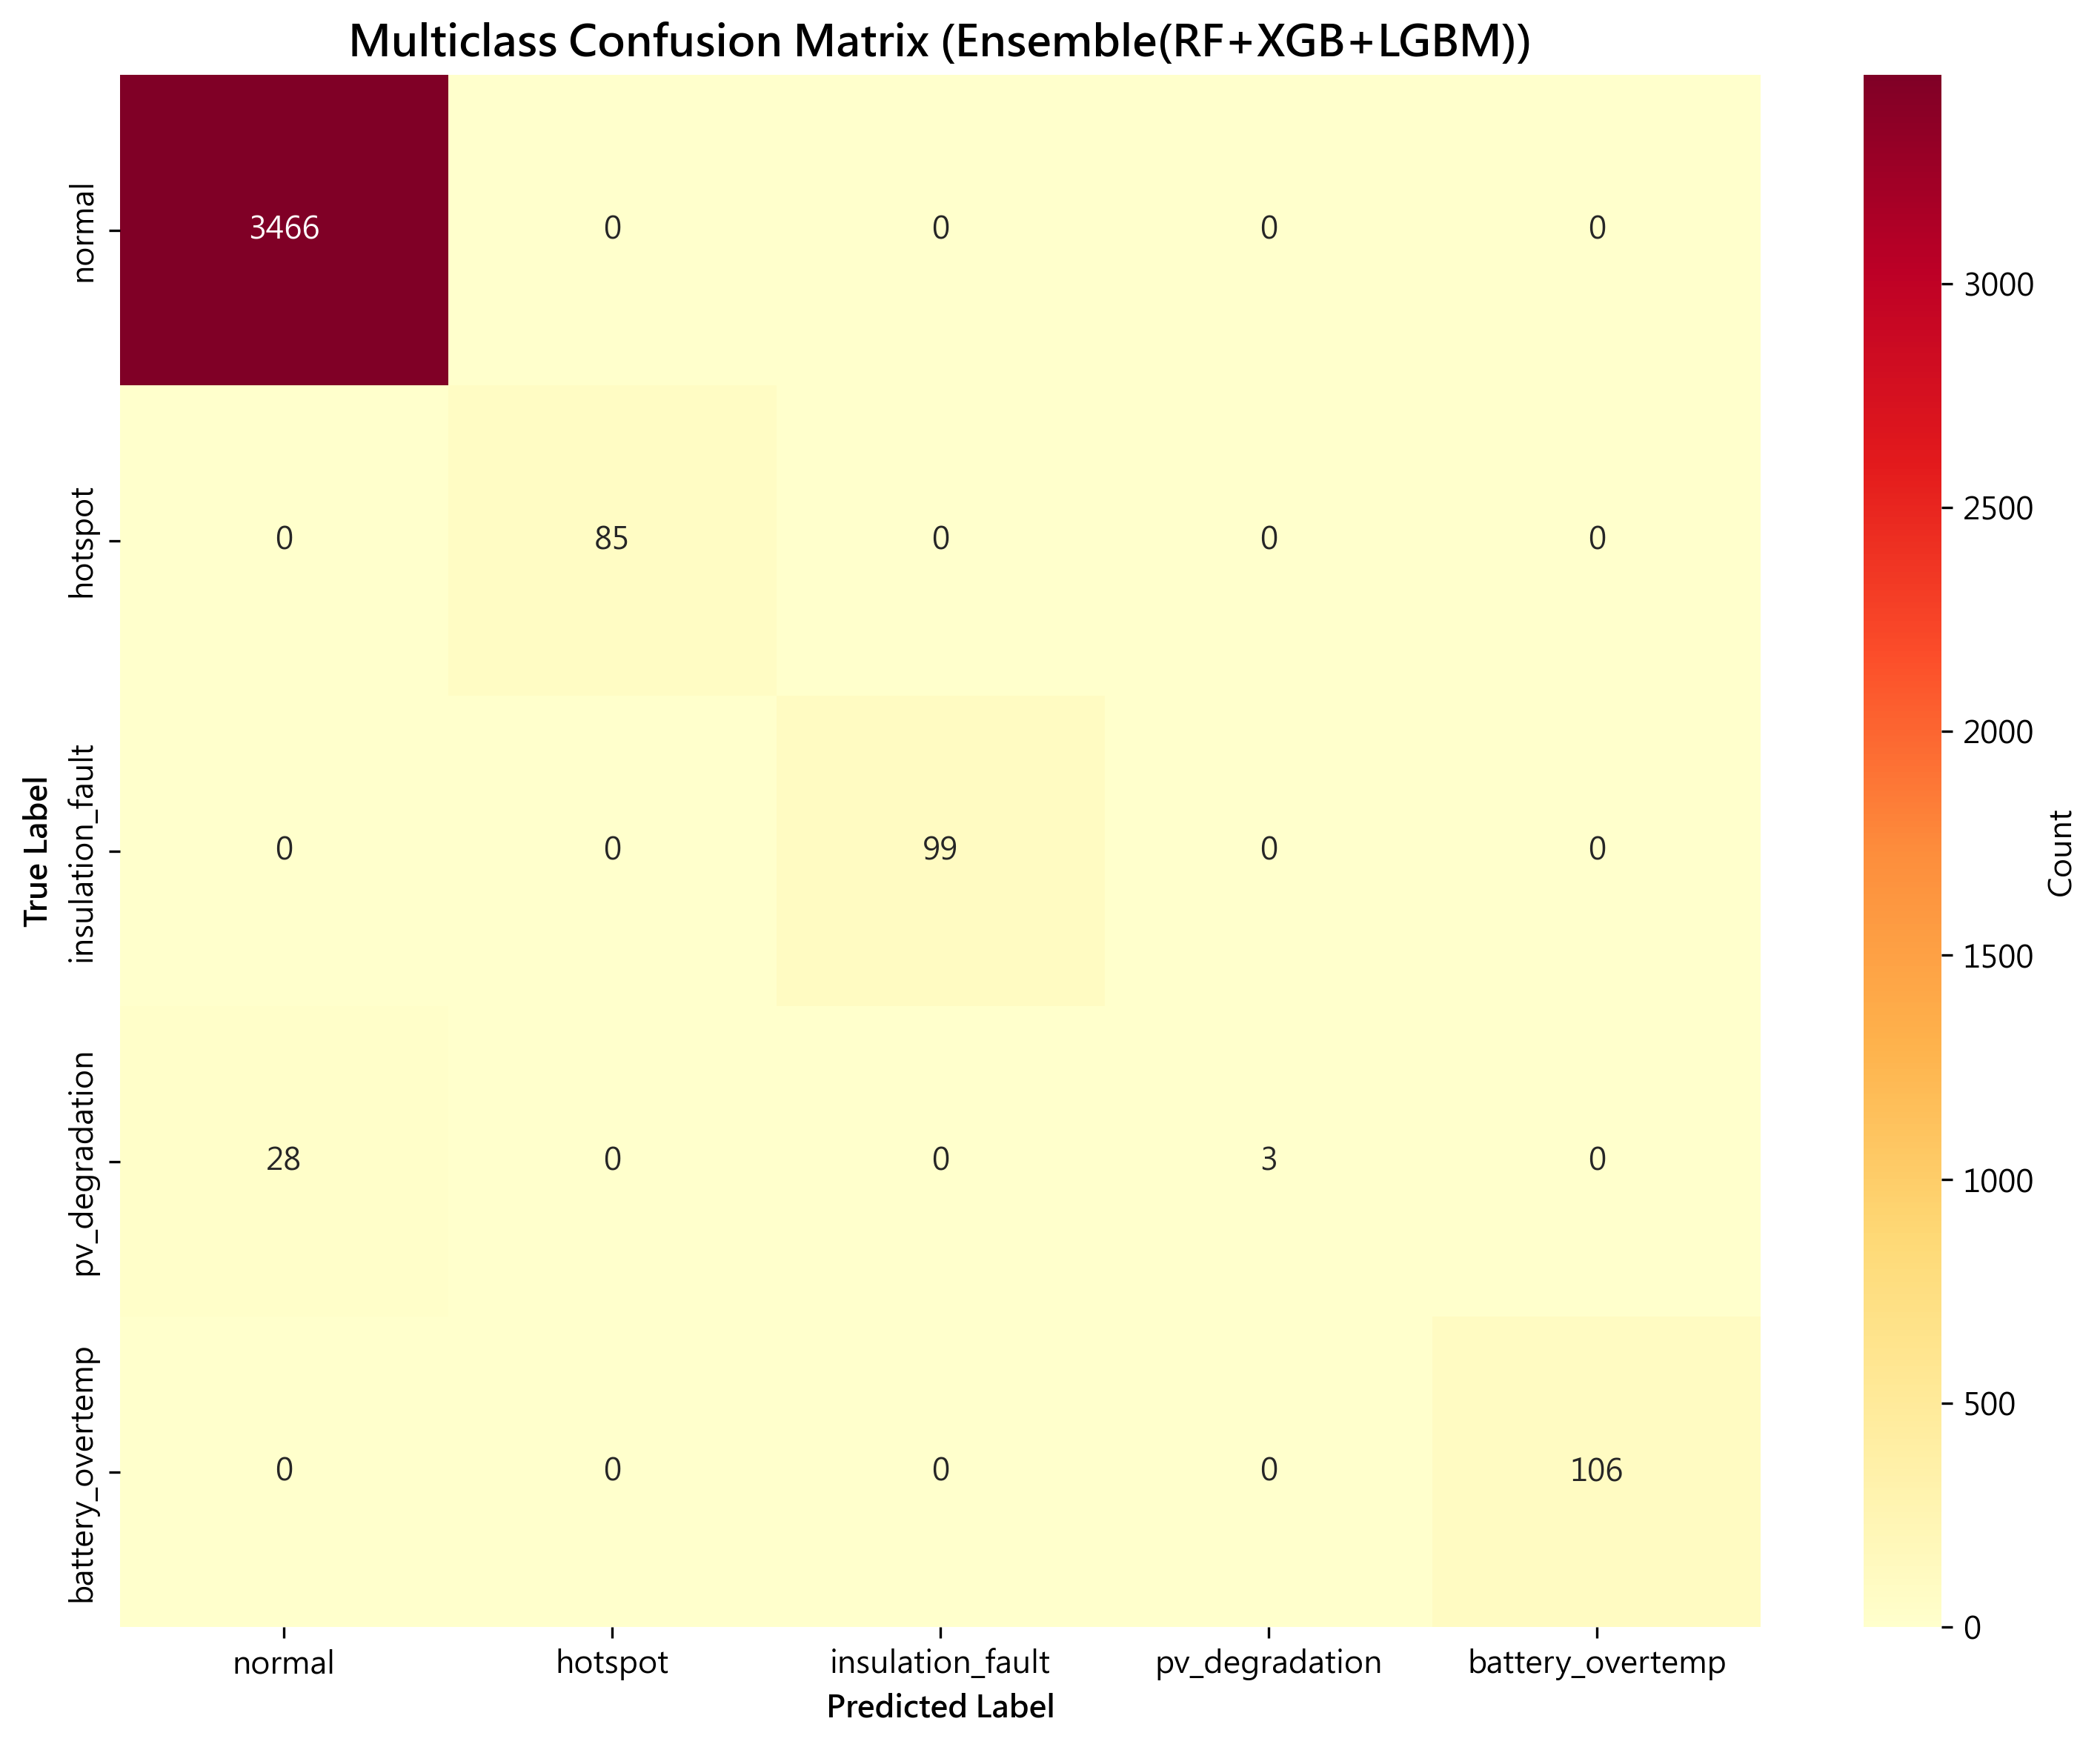 Multiclass Confusion Matrix (Ensemble(RF+XGB+LGBM))
True Label
normal
3466 0 0 0 0
hotspot
0 85 0 0 0
insulation_fault
0 0 99 0 0
pv_degradation
28 0 0 3 0
battery_overtemp
0 0 0 0 106
normal hotspot insulation_fault pv_degradation battery_overtemp
Predicted Label
3000
2500
2000
1500
1000
500
0
Count